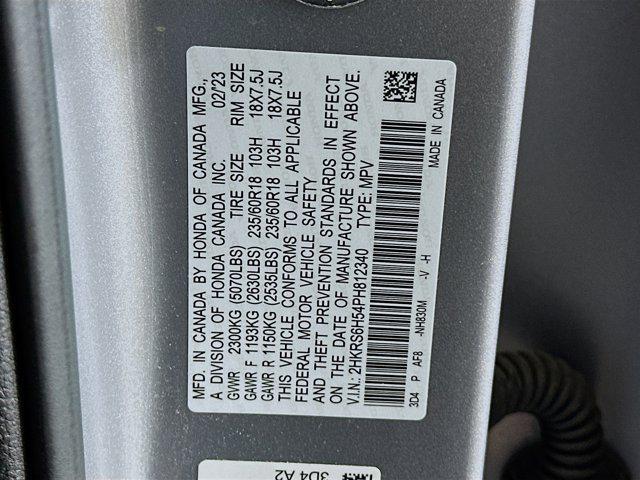 MFD. IN CANADA BY HONDA OF CANADA MFG.,
A DIVISION OF HONDA CANADA INC. 02/23
GVWR 2300KG (5070LBS) TIRE SIZE RIM SIZE
GAWR F 1193KG (2630LBS) 235/60R18 103H 18X7.5J
GAWR R 1150KG (2535LBS) 235/60R18 103H 18X7.5J
THIS VEHICLE CONFORMS TO ALL APPLICABLE
FEDERAL MOTOR VEHICLE SAFETY
AND THEFT PREVENTION STANDARDS IN EFFECT
ON THE DATE OF MANUFACTURE SHOWN ABOVE.
V.I.N.: 2HKRS6H54PH812340 TYPE: MPV
3D4 P AF8 -NH830M -V -H MADE IN CANADA
3D4 A2